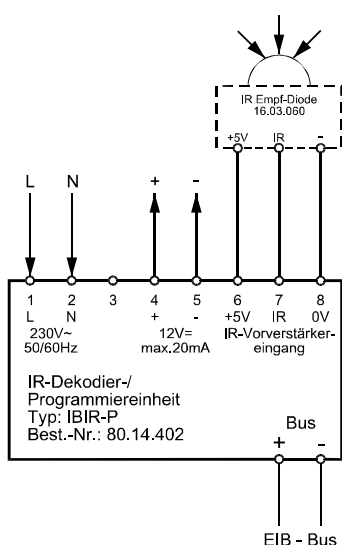 IR Empf-Diode
16.03.060
+5V IR -
L N + -
1 2 3 4 5 6 7 8
L N + - +5V IR 0V
230V~ 12V= IR-Vorverstärker-
50/60Hz max.20mA eingang
IR-Dekodier-/
Programmiereinheit
Typ: IBIR-P
Best.-Nr.: 80.14.402
Bus
+ -
EIB - Bus